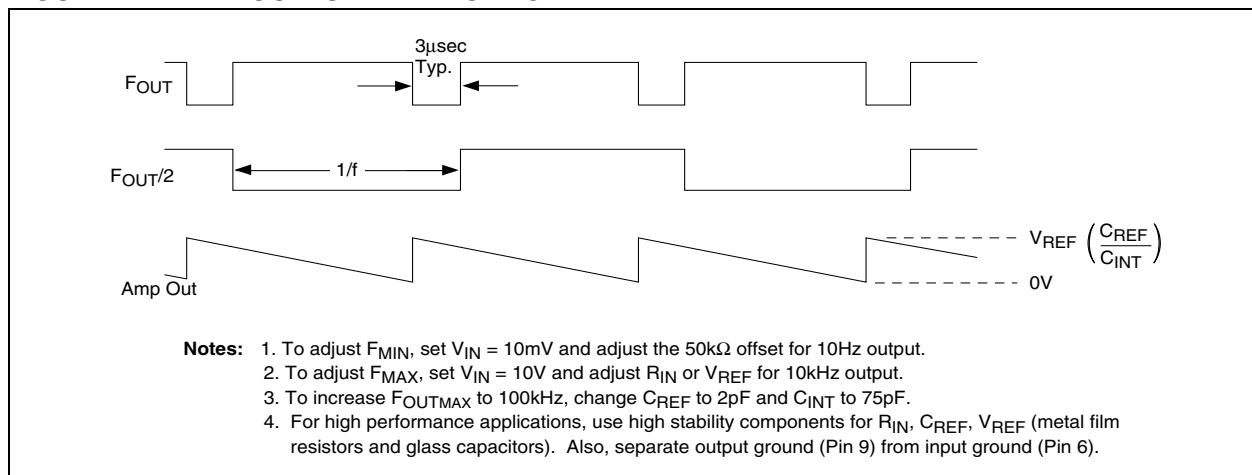 3µsec
Typ.
FOUT
1/f
FOUT/2
VREF (CREF/CINT)
Amp Out
0V
Notes: 1. To adjust FMIN, set VIN = 10mV and adjust the 50kΩ offset for 10Hz output.
2. To adjust FMAX, set VIN = 10V and adjust RIN or VREF for 10kHz output.
3. To increase FOUTMAX to 100kHz, change CREF to 2pF and CINT to 75pF.
4. For high performance applications, use high stability components for RIN, CREF, VREF (metal film
resistors and glass capacitors). Also, separate output ground (Pin 9) from input ground (Pin 6).